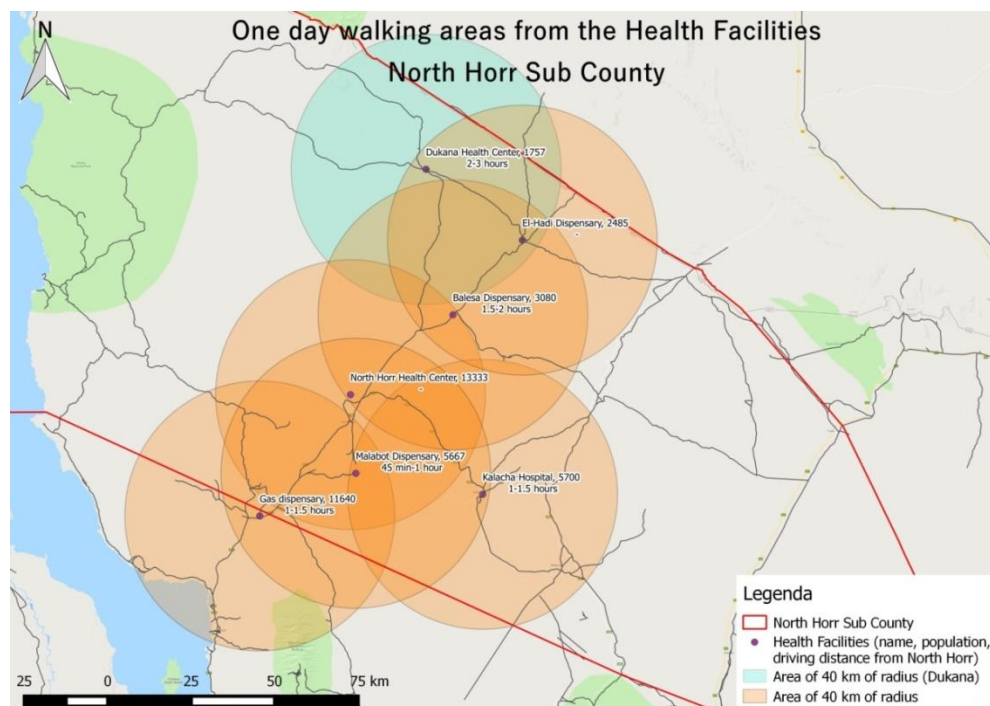 One day walking areas from the Health Facilities
North Horr Sub County
N
Dukana Health Center, 1757
2-3 hours
El-Hadi Dispensary, 2485
-
Balesa Dispensary, 3080
1.5-2 hours
North Horr Health Center, 13333
-
Malabot Dispensary, 5667
45 min-1 hour
Kalacha Hospital, 5700
1-1.5 hours
Gas dispensary, 11640
1-1.5 hours
Legenda
North Horr Sub County
Health Facilities (name, population,
driving distance from North Horr)
Area of 40 km of radius (Dukana)
Area of 40 km of radius
25 0 25 50 75 km